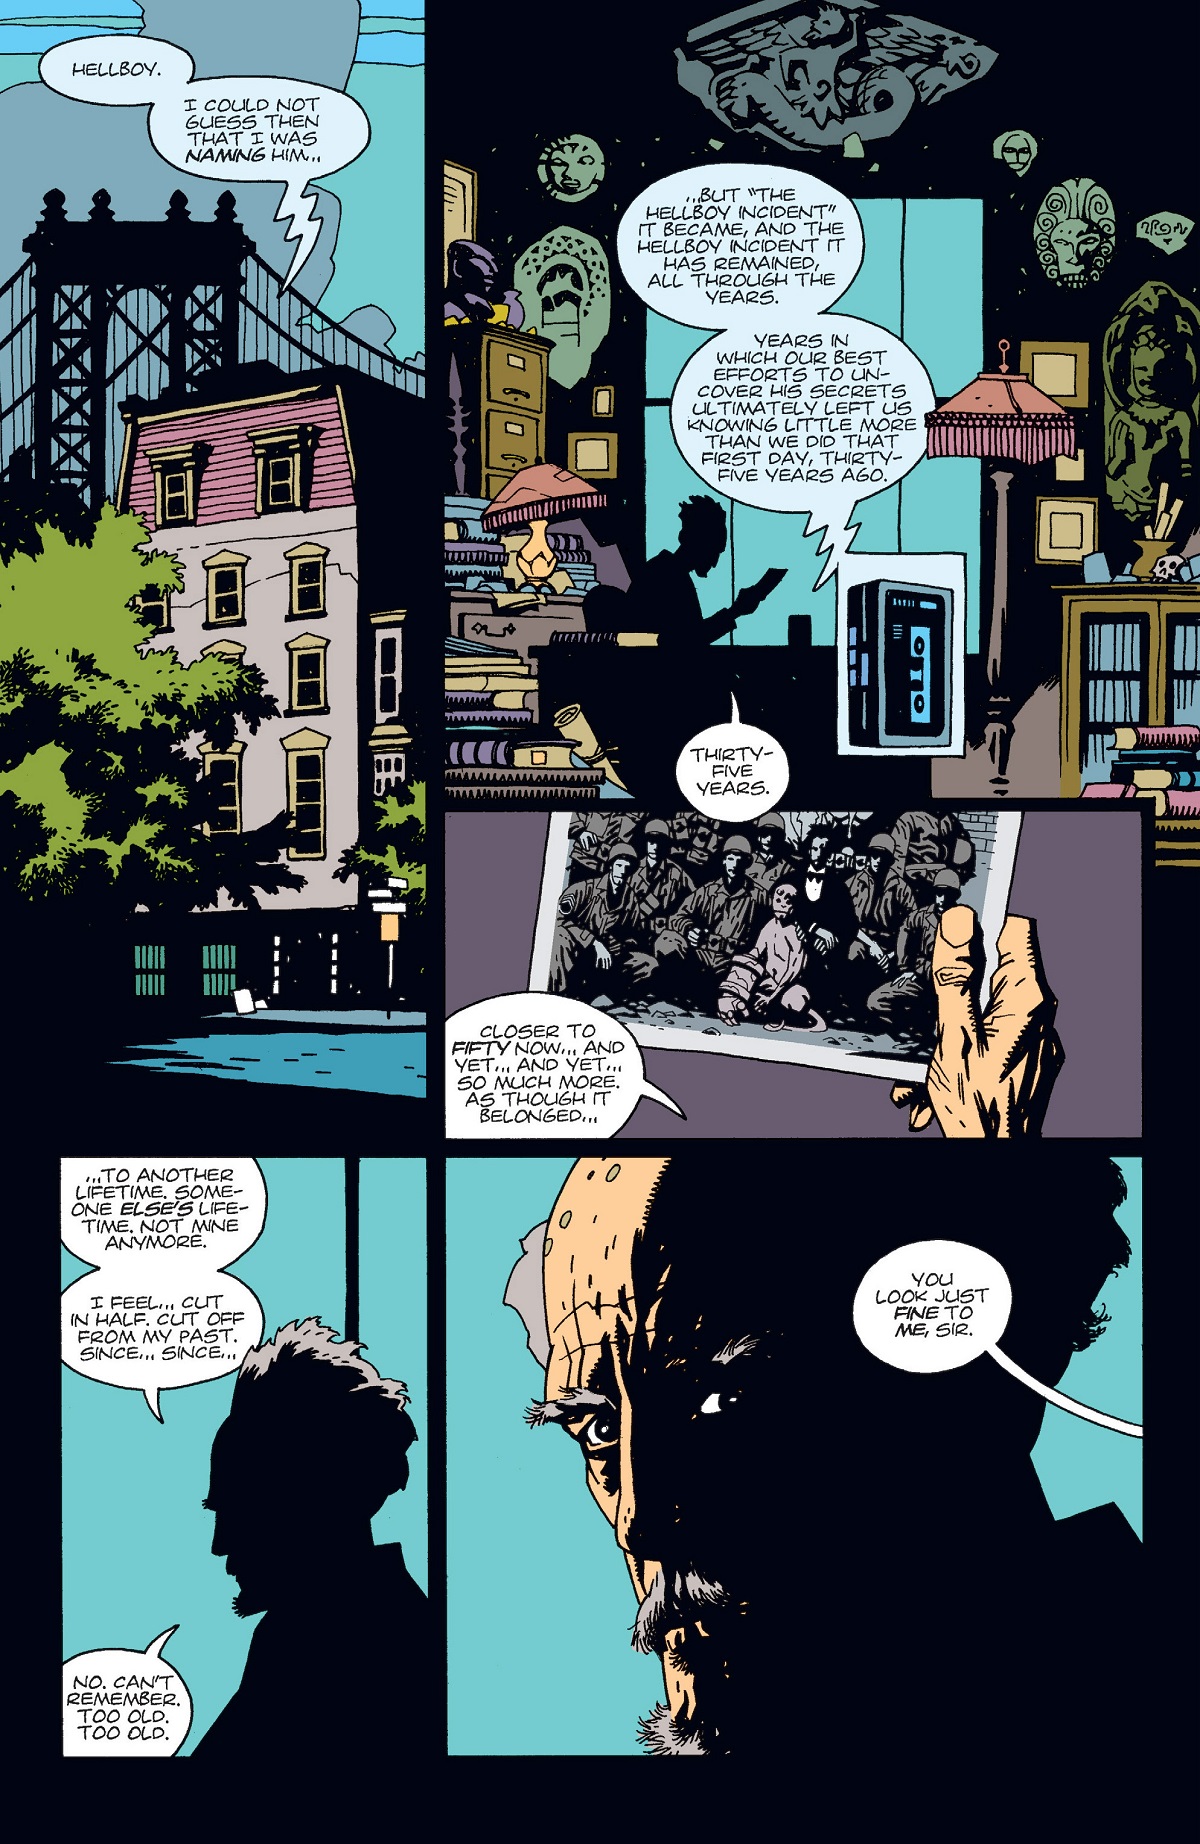 HELLBOY.
I COULD NOT
GUESS THEN
THAT I WAS
NAMING HIM...
...BUT "THE
HELLBOY INCIDENT"
IT BECAME, AND THE
HELLBOY INCIDENT IT
HAS REMAINED,
ALL THROUGH THE
YEARS.
YEARS IN
WHICH OUR BEST
EFFORTS TO UN-
COVER HIS SECRETS
ULTIMATELY LEFT US
KNOWING LITTLE MORE
THAN WE DID THAT
FIRST DAY, THIRTY-
FIVE YEARS AGO.
THIRTY-
FIVE
YEARS.
CLOSER TO
FIFTY NOW... AND
YET... AND YET...
SO MUCH MORE.
AS THOUGH IT
BELONGED...
...TO ANOTHER
LIFETIME. SOME-
ONE ELSE'S LIFE-
TIME. NOT MINE
ANYMORE.
I FEEL... CUT
IN HALF. CUT OFF
FROM MY PAST.
SINCE... SINCE...
NO. CAN'T
REMEMBER.
TOO OLD.
TOO OLD.
YOU
LOOK JUST
FINE TO
ME, SIR.